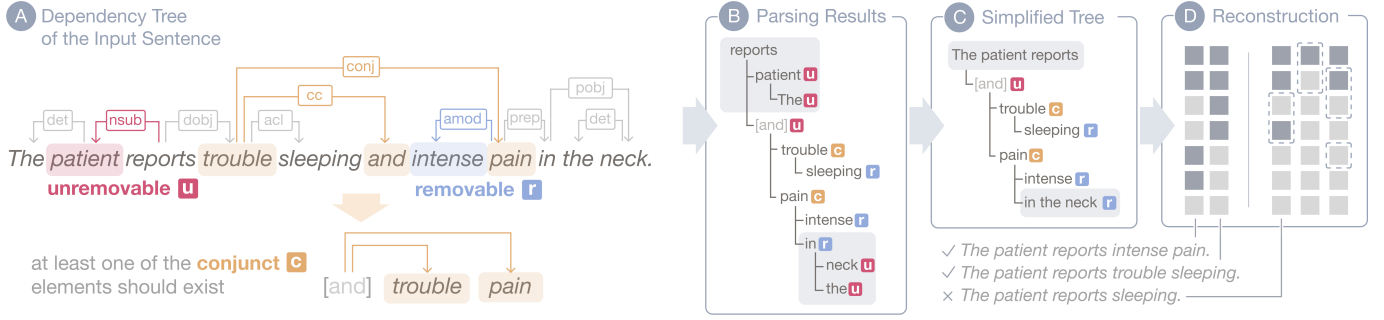 A Dependency Tree
of the Input Sentence
conj
cc
pobj
det
nsub
dobj
acl
amod
prep
det
The patient reports trouble sleeping and intense pain in the neck.
unremovable u
removable r
at least one of the conjunct c
elements should exist
[and] trouble pain
B Parsing Results
reports
patient u
The u
[and] u
trouble c
sleeping r
pain c
intense r
in r
neck u
the u
C Simplified Tree
The patient reports
[and] u
trouble c
sleeping r
pain c
intense r
in the neck r
D Reconstruction
✓ The patient reports intense pain.
✓ The patient reports trouble sleeping.
× The patient reports sleeping.